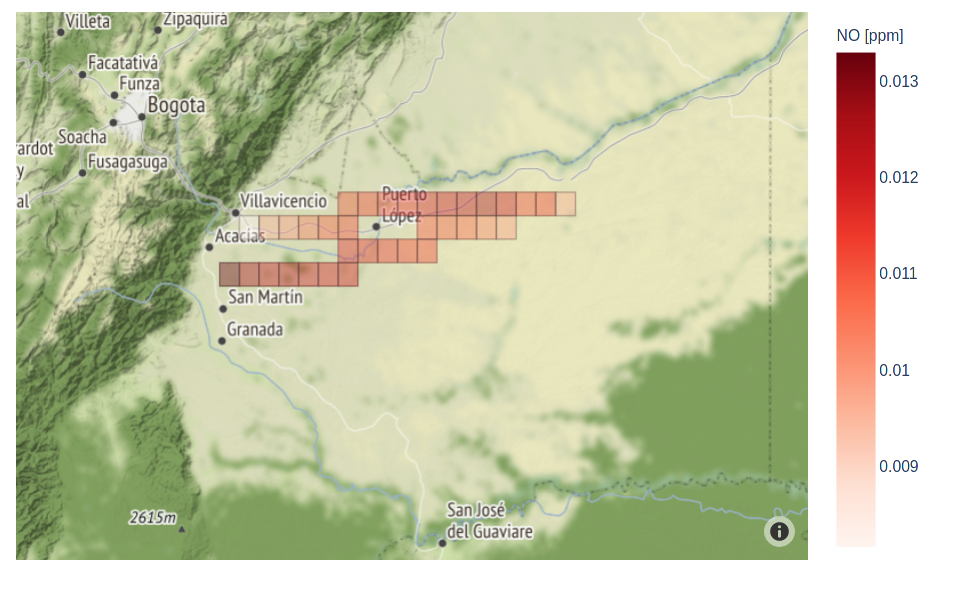 Villeta
Zipaquirá
Facatativá
Funza
Bogota
Soacha
rardot
Fusagasuga
y
al
Villavicencio
Puerto
López
Acacias
San Martín
Granada
2615m
San José
del Guaviare
NO [ppm]
0.013
0.012
0.011
0.01
0.009